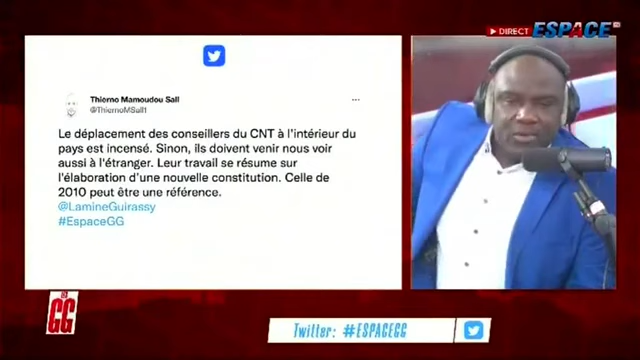 DIRECT ESPACE
Thierno Mamoudou Sall
@ThiernoMSall1
Le déplacement des conseillers du CNT à l'intérieur du
pays est incensé. Sinon, ils doivent venir nous voir
aussi à l'étranger. Leur travail se résume sur
l'élaboration d'une nouvelle constitution. Celle de
2010 peut être une référence.
@LamineGuirassy
#EspaceGG
GG
Twitter: #ESPACEGG